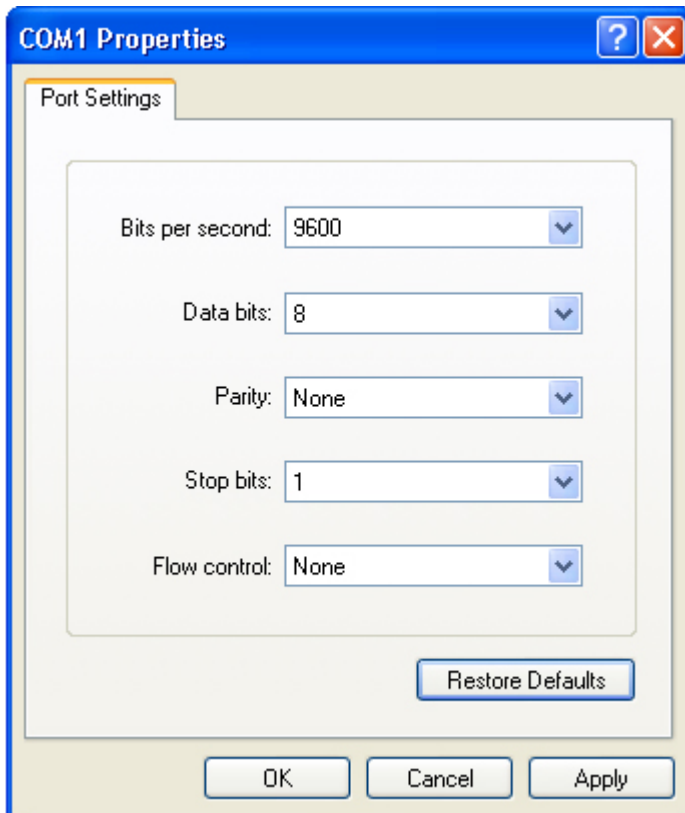 COM1 Properties
Port Settings
Bits per second: 9600
Data bits: 8
Parity: None
Stop bits: 1
Flow control: None
Restore Defaults
OK Cancel Apply